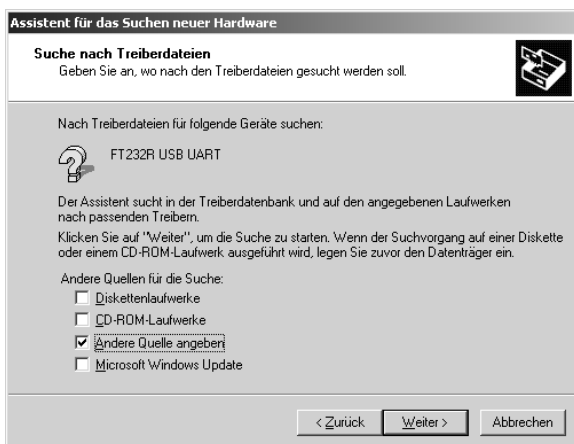 Assistent für das Suchen neuer Hardware
Suche nach Treiberdateien
Geben Sie an, wo nach den Treiberdateien gesucht werden soll.
Nach Treiberdateien für folgende Geräte suchen:
FT232R USB UART
Der Assistent sucht in der Treiberdatenbank und auf den angegebenen Laufwerken
nach passenden Treibern.
Klicken Sie auf "Weiter", um die Suche zu starten. Wenn der Suchvorgang auf einer Diskette
oder einem CD-ROM-Laufwerk ausgeführt wird, legen Sie zuvor den Datenträger ein.
Andere Quellen für die Suche:
Diskettenlaufwerke
CD-ROM-Laufwerke
Andere Quelle angeben
Microsoft Windows Update
< Zurück Weiter > Abbrechen